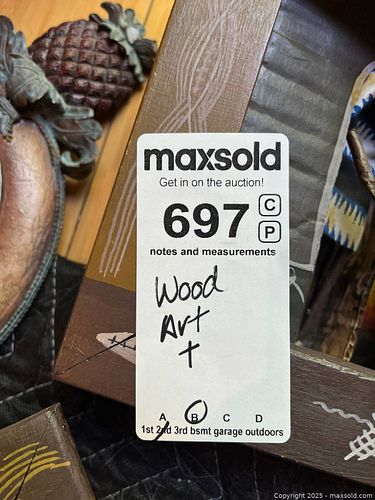 maxsold
Get in on the auction!
697 C
P
notes and measurements
Wood
Art
+
A B C D
1st 2nd 3rd bsmt garage outdoors
Copyright © 2025 - maxsold.com